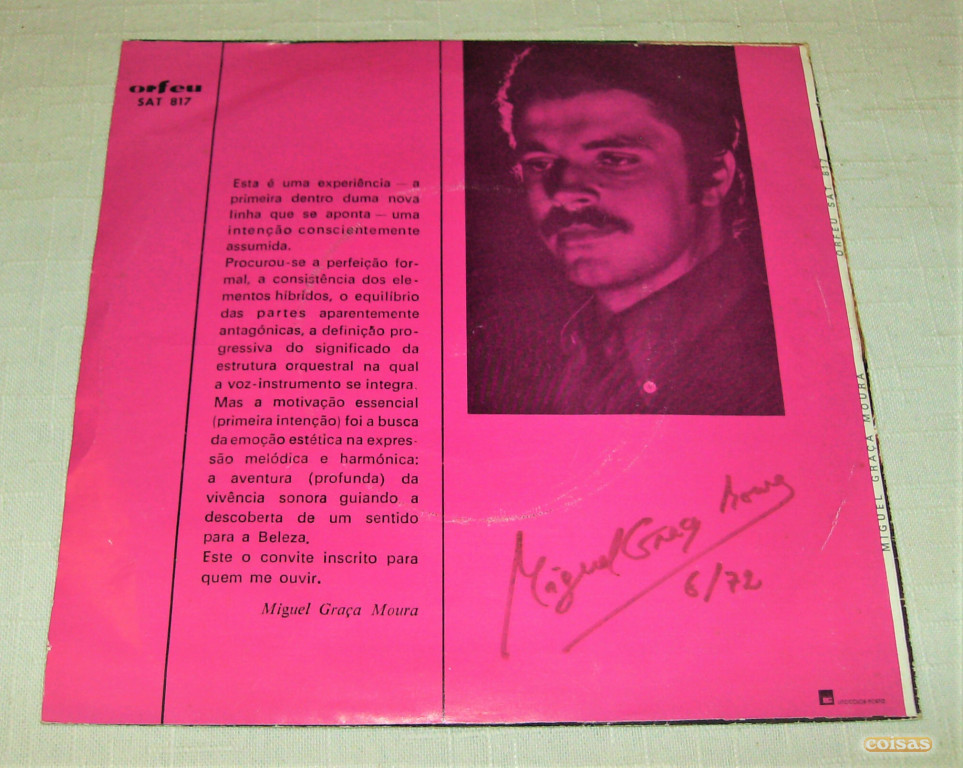 orfeu
SAT 817
Esta é uma experiência — a
primeira dentro duma nova
linha que se aponta — uma
intenção conscientemente
assumida.
Procurou-se a perfeição for-
mal, a consistência dos ele-
mentos híbridos, o equilíbrio
das partes aparentemente
antagónicas, a definição pro-
gressiva do significado da
estrutura orquestral na qual
a voz-instrumento se integra.
Mas a motivação essencial
(primeira intenção) foi a busca
da emoção estética na expres-
são melódica e harmónica:
a aventura (profunda) da
vivência sonora guiando a
descoberta de um sentido
para a Beleza.
Este o convite inscrito para
quem me ouvir.
Miguel Graça Moura
Miguel Graça Moura
6/72
ORFEU SAT 817
MIGUEL GRAÇA MOURA
coisas